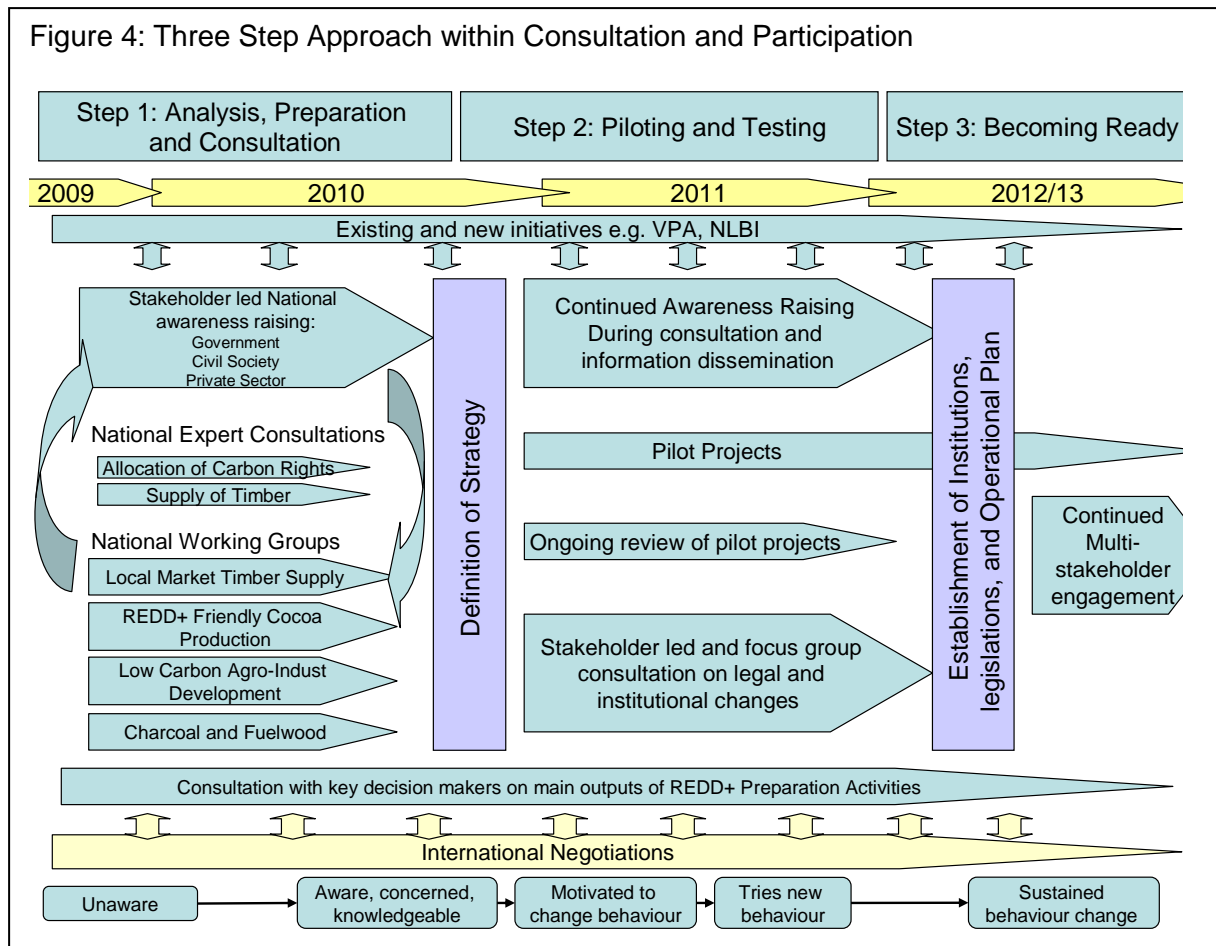 Figure 4: Three Step Approach within Consultation and Participation
Step 1: Analysis, Preparation
and Consultation
Step 2: Piloting and Testing
Step 3: Becoming Ready
2009
2010
2011
2012/13
Existing and new initiatives e.g. VPA, NLBI
Stakeholder led National
awareness raising:
Government
Civil Society
Private Sector
National Expert Consultations
Allocation of Carbon Rights
Supply of Timber
National Working Groups
Local Market Timber Supply
REDD+ Friendly Cocoa
Production
Low Carbon Agro-Indust
Development
Charcoal and Fuelwood
Definition of Strategy
Continued Awareness Raising
During consultation and
information dissemination
Pilot Projects
Ongoing review of pilot projects
Stakeholder led and focus group
consultation on legal and
institutional changes
Establishment of Institutions,
legislations, and Operational Plan
Continued
Multi-
stakeholder
engagement
Consultation with key decision makers on main outputs of REDD+ Preparation Activities
International Negotiations
Unaware
Aware, concerned,
knowledgeable
Motivated to
change behaviour
Tries new
behaviour
Sustained
behaviour change